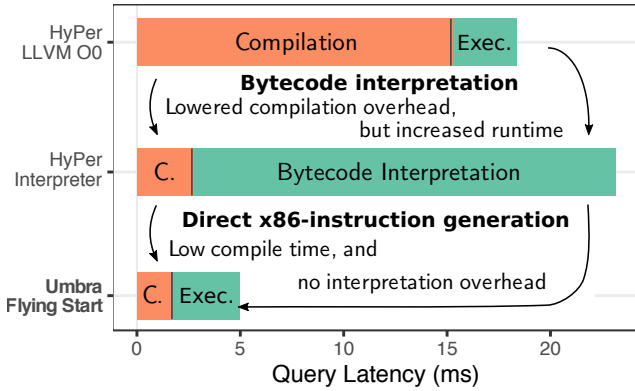 HyPer
LLVM O0
Compilation
Exec.
Bytecode interpretation
Lowered compilation overhead,
but increased runtime
HyPer
Interpreter
C.
Bytecode Interpretation
Direct x86-instruction generation
Low compile time, and
no interpretation overhead
Umbra
Flying Start
C.
Exec.
0
5
10
15
20
Query Latency (ms)